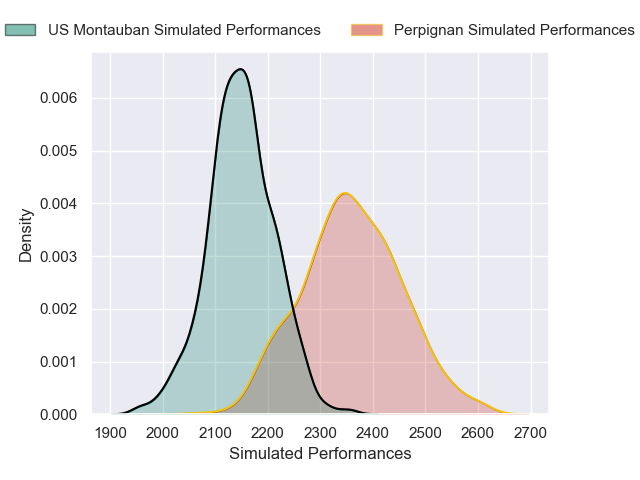 US Montauban Simulated Performances Perpignan Simulated Performances
0.006
0.005
0.004
0.003
0.002
0.001
0.000
Density
1900 2000 2100 2200 2300 2400 2500 2600 2700
Simulated Performances